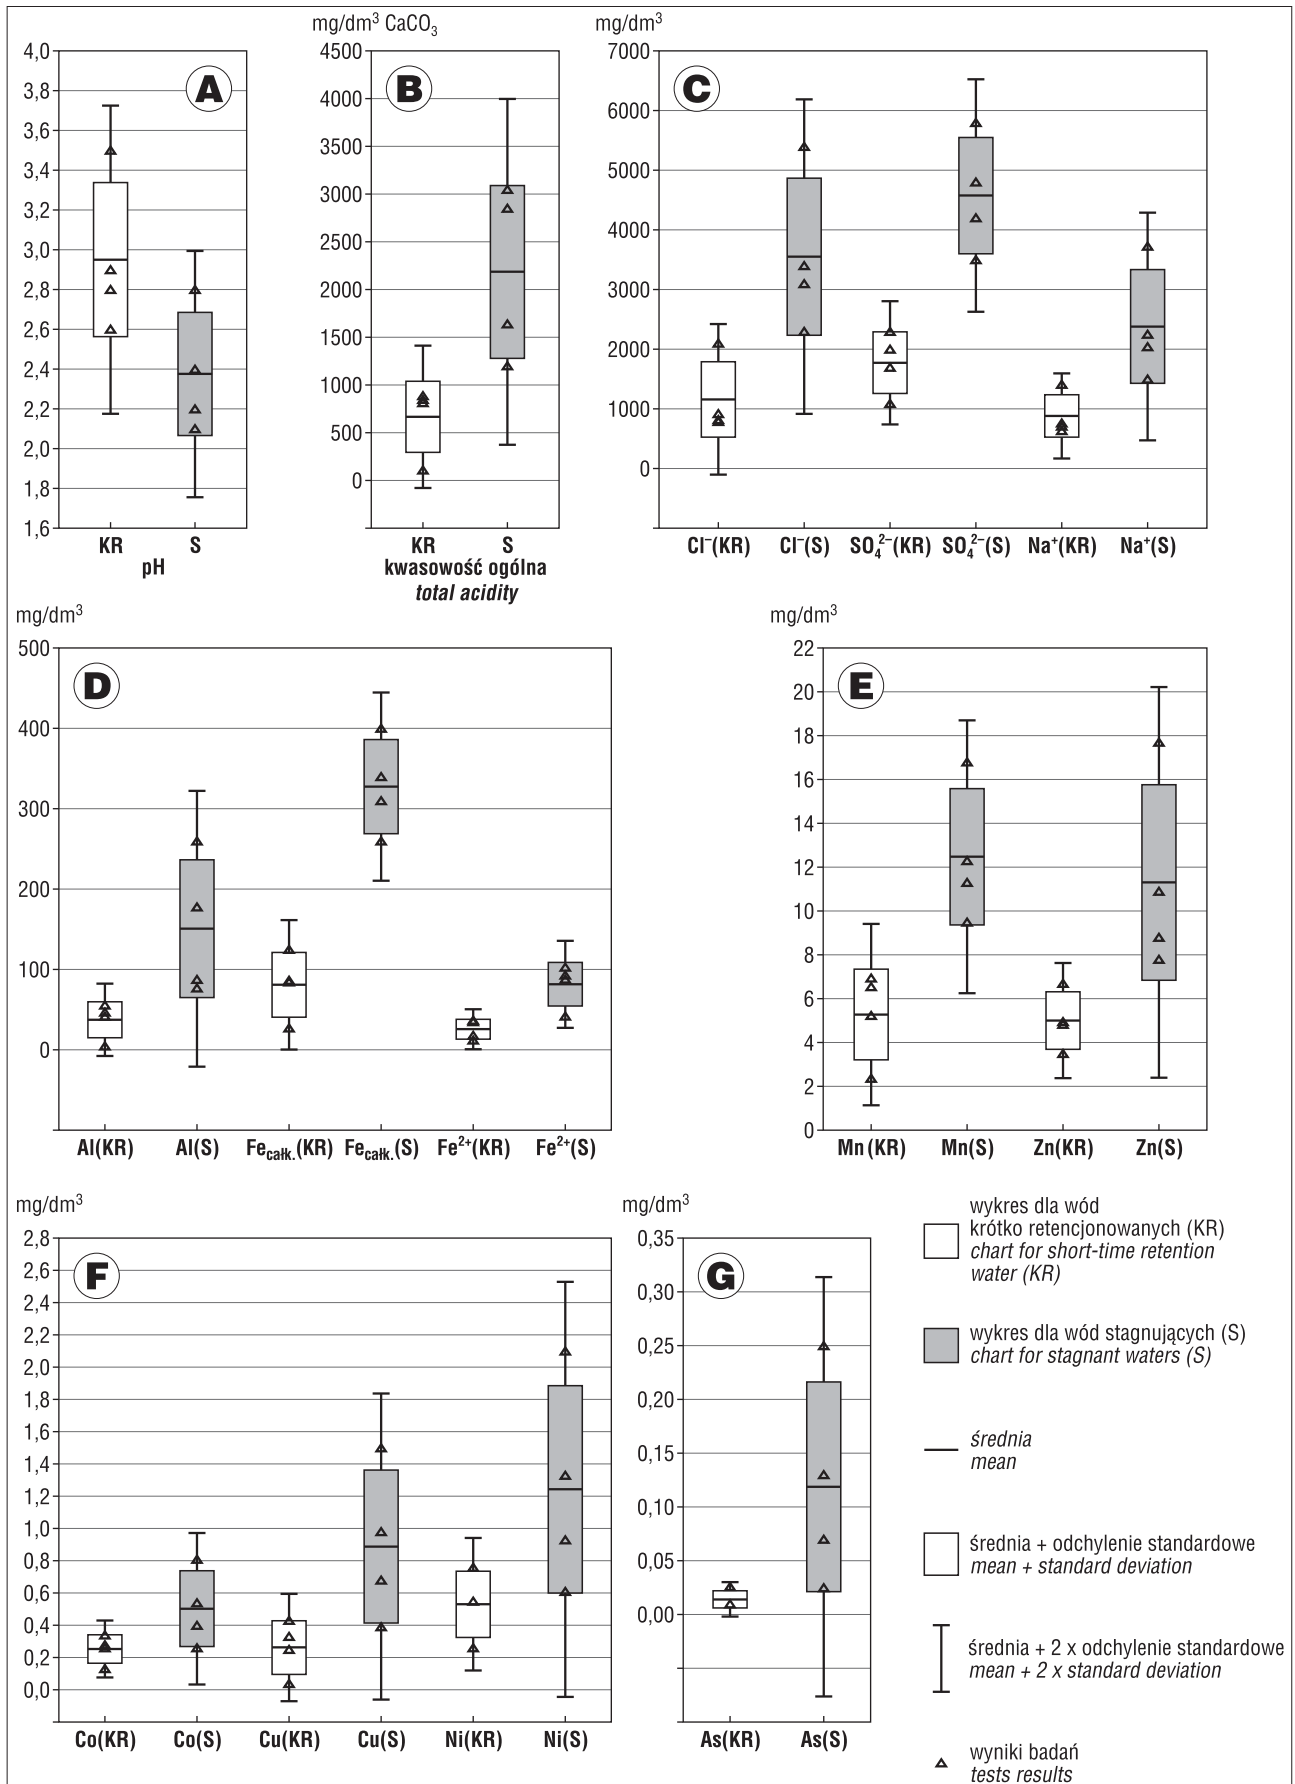 mg/dm³ CaCO₃
mg/dm³
4,0
3,8
3,6
3,4
3,2
3,0
2,8
2,6
2,4
2,2
2,0
1,8
1,6
A
KR S
pH
4500
4000
3500
3000
2500
2000
1500
1000
500
0
B
KR S
kwasowość ogólna
total acidity
7000
6000
5000
4000
3000
2000
1000
0
C
Cl⁻(KR) Cl⁻(S) SO₄²⁻(KR) SO₄²⁻(S) Na⁺(KR) Na⁺(S)
mg/dm³
500
400
300
200
100
0
D
Al(KR) Al(S) Fecałk.(KR) Fecałk.(S) Fe²⁺(KR) Fe²⁺(S)
mg/dm³
22
20
18
16
14
12
10
8
6
4
2
0
E
Mn(KR) Mn(S) Zn(KR) Zn(S)
mg/dm³
2,8
2,6
2,4
2,2
2,0
1,8
1,6
1,4
1,2
1,0
0,8
0,6
0,4
0,2
0,0
F
Co(KR) Co(S) Cu(KR) Cu(S) Ni(KR) Ni(S)
mg/dm³
0,35
0,30
0,25
0,20
0,15
0,10
0,05
0,00
G
As(KR) As(S)
wykres dla wód
krótko retencjonowanych (KR)
chart for short-time retention
water (KR)
wykres dla wód stagnujących (S)
chart for stagnant waters (S)
średnia
mean
średnia + odchylenie standardowe
mean + standard deviation
średnia + 2 x odchylenie standardowe
mean + 2 x standard deviation
wyniki badań
tests results